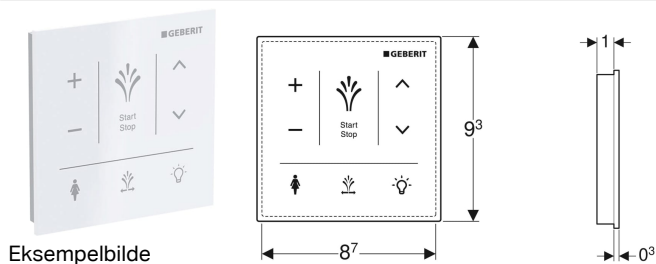 GEBERIT
+
Start
Stop
−
Eksempelbilde
GEBERIT
+
Start
Stop
−
9³
8⁷
1
0³